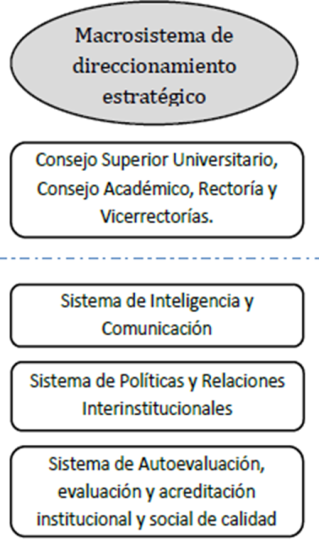 Macrosistema de
direccionamiento
estratégico
Consejo Superior Universitario,
Consejo Académico, Rectoría y
Vicerrectorías.
Sistema de Inteligencia y
Comunicación
Sistema de Políticas y Relaciones
Interinstitucionales
Sistema de Autoevaluación,
evaluación y acreditación
institucional y social de calidad